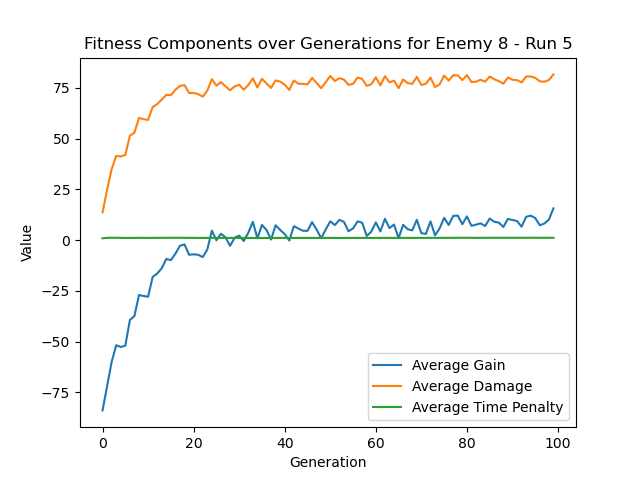 Fitness Components over Generations for Enemy 8 - Run 5
Value
75
50
25
0
−25
−50
−75
0
20
40
60
80
100
Generation
Average Gain
Average Damage
Average Time Penalty